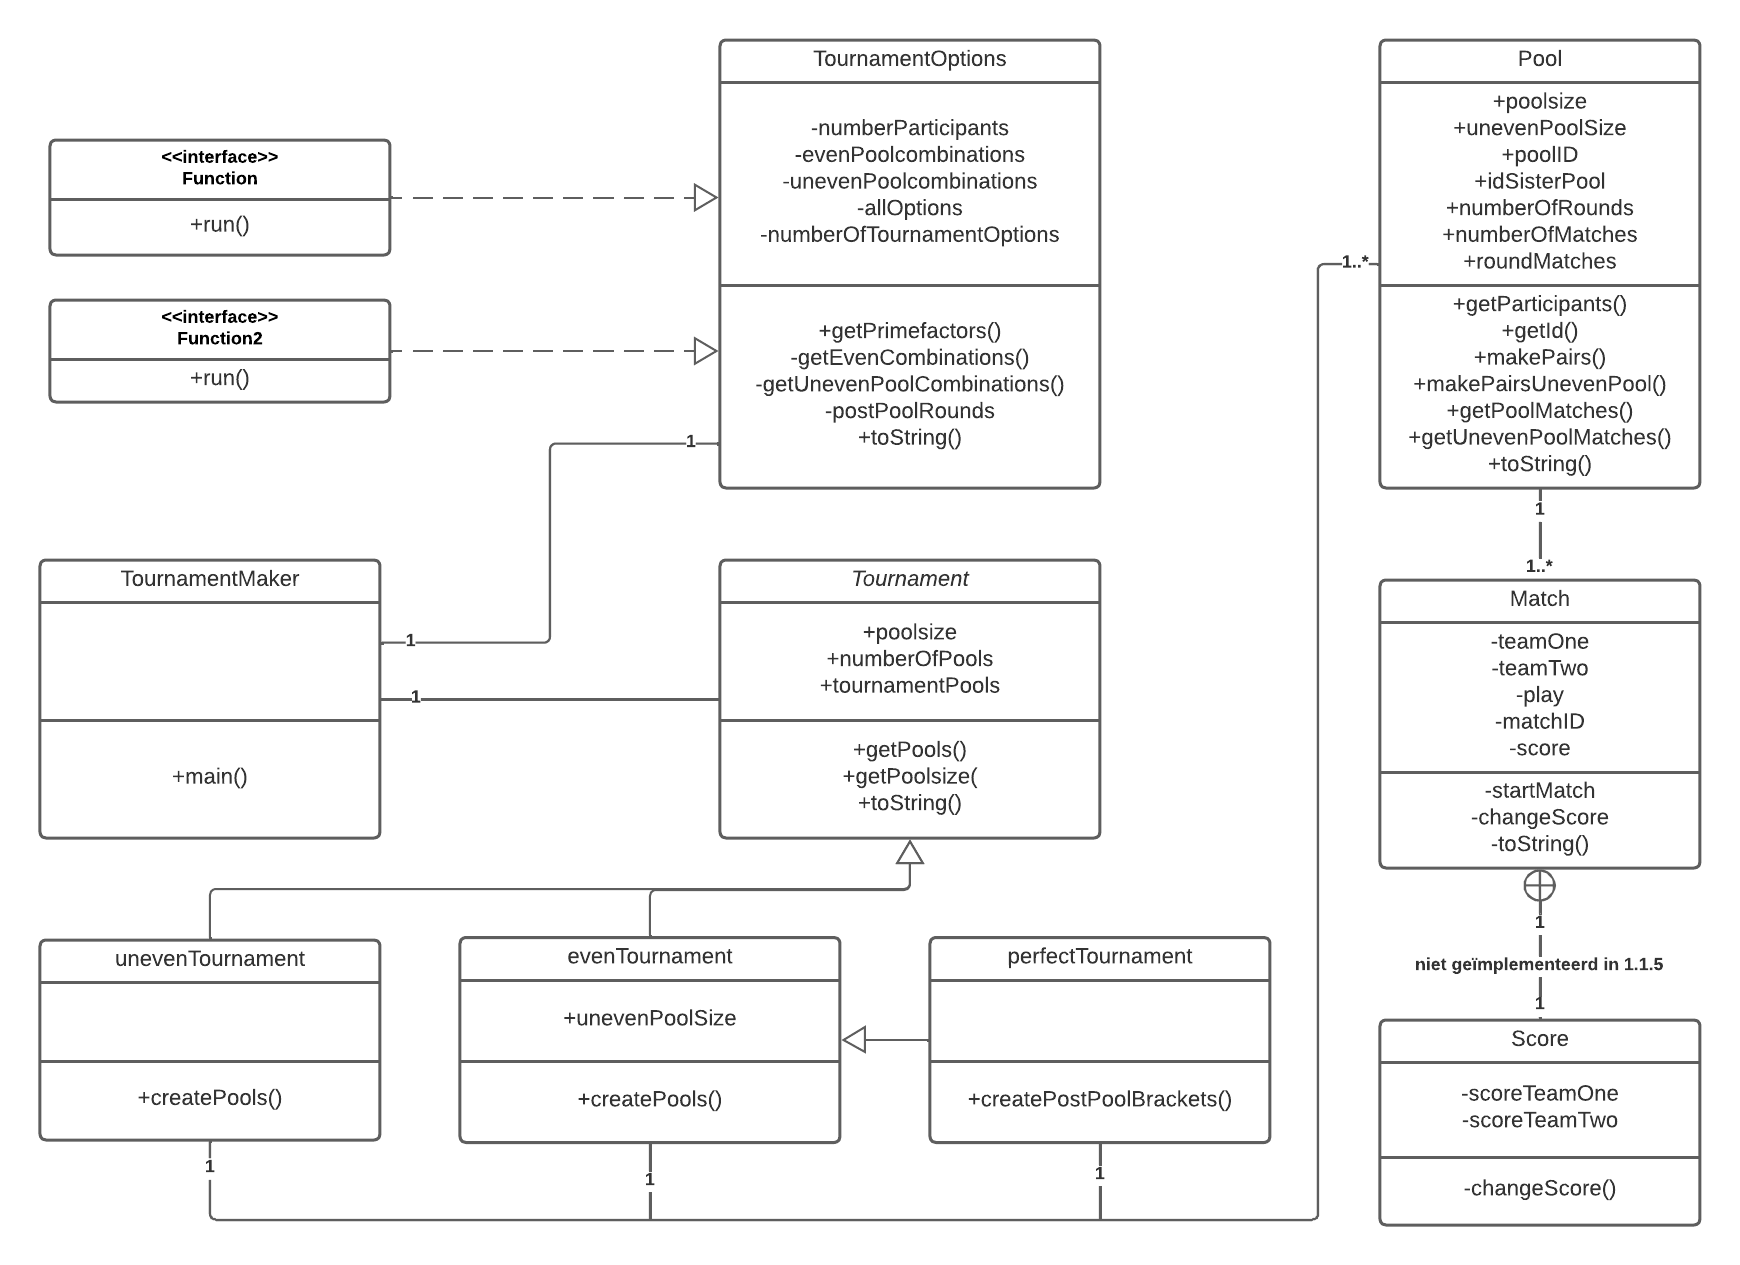 TournamentOptions
-numberParticipants
-evenPoolcombinations
-unevenPoolcombinations
-allOptions
-numberOfTournamentOptions
+getPrimefactors()
-getEvenCombinations()
-getUnevenPoolCombinations()
-postPoolRounds
+toString()
<<interface>>
Function
+run()
<<interface>>
Function2
+run()
1
1
1
TournamentMaker
+main()
Tournament
+poolsize
+numberOfPools
+tournamentPools
+getPools()
+getPoolsize(
+toString()
unevenTournament
+createPools()
1
evenTournament
+unevenPoolSize
+createPools()
1
perfectTournament
+createPostPoolBrackets()
1
1..*
Pool
+poolsize
+unevenPoolSize
+poolID
+idSisterPool
+numberOfRounds
+numberOfMatches
+roundMatches
+getParticipants()
+getId()
+makePairs()
+makePairsUnevenPool()
+getPoolMatches()
+getUnevenPoolMatches()
+toString()
1
1..*
Match
-teamOne
-teamTwo
-play
-matchID
-score
-startMatch
-changeScore
-toString()
1
niet geïmplementeerd in 1.1.5
1
Score
-scoreTeamOne
-scoreTeamTwo
-changeScore()